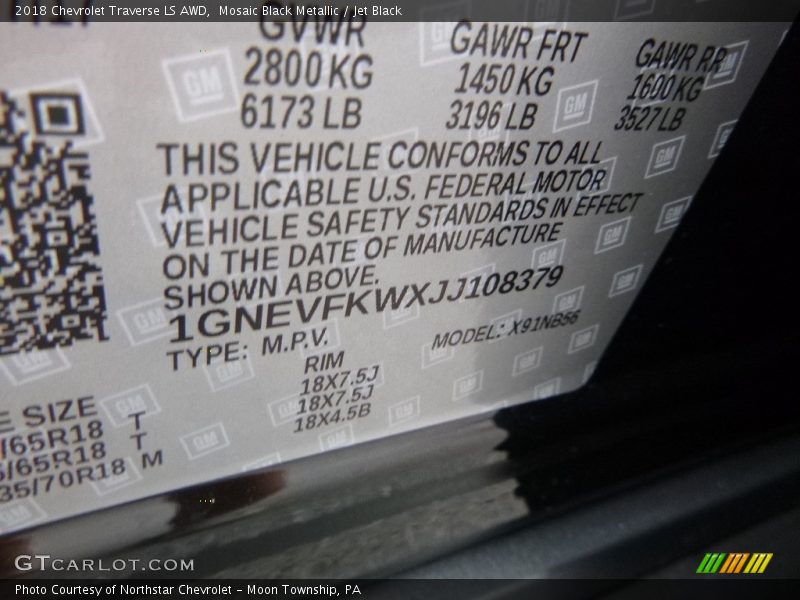 2018 Chevrolet Traverse LS AWD,  Mosaic Black Metallic / Jet Black
GVWR GAWR FRT GAWR RR
2800 KG 1450 KG 1600 KG
6173 LB 3196 LB 3527 LB
THIS VEHICLE CONFORMS TO ALL
APPLICABLE U.S. FEDERAL MOTOR
VEHICLE SAFETY STANDARDS IN EFFECT
ON THE DATE OF MANUFACTURE
SHOWN ABOVE.
1GNEVFKWXJJ108379
TYPE: M.P.V. MODEL: X91NB56
RIM
18X7.5J
18X7.5J
18X4.5B
E SIZE
/65R18 T
/65R18 T
35/70R18 M
GM
GTCARLOT.COM
Photo Courtesy of Northstar Chevrolet - Moon Township, PA